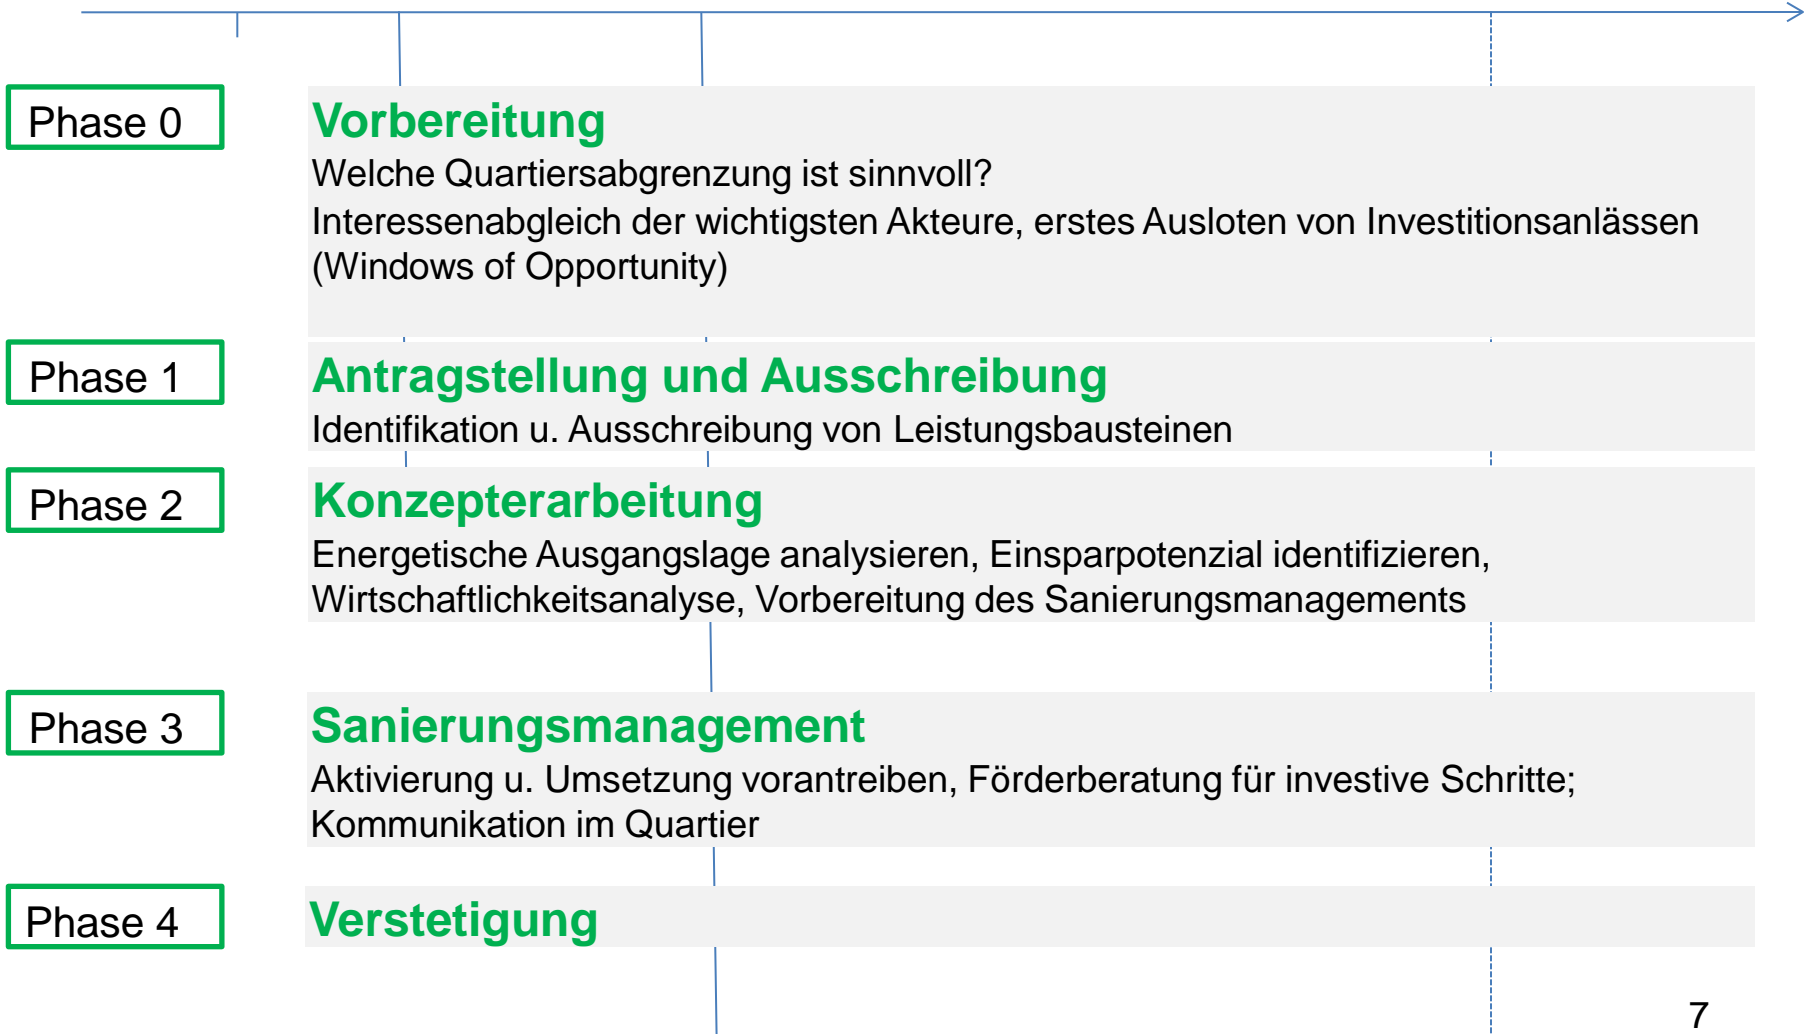 Phase 0
Vorbereitung
Welche Quartiersabgrenzung ist sinnvoll?
Interessenabgleich der wichtigsten Akteure, erstes Ausloten von Investitionsanlässen
(Windows of Opportunity)
Phase 1
Antragstellung und Ausschreibung
Identifikation u. Ausschreibung von Leistungsbausteinen
Phase 2
Konzepterarbeitung
Energetische Ausgangslage analysieren, Einsparpotenzial identifizieren,
Wirtschaftlichkeitsanalyse, Vorbereitung des Sanierungsmanagements
Phase 3
Sanierungsmanagement
Aktivierung u. Umsetzung vorantreiben, Förderberatung für investive Schritte;
Kommunikation im Quartier
Phase 4
Verstetigung
7